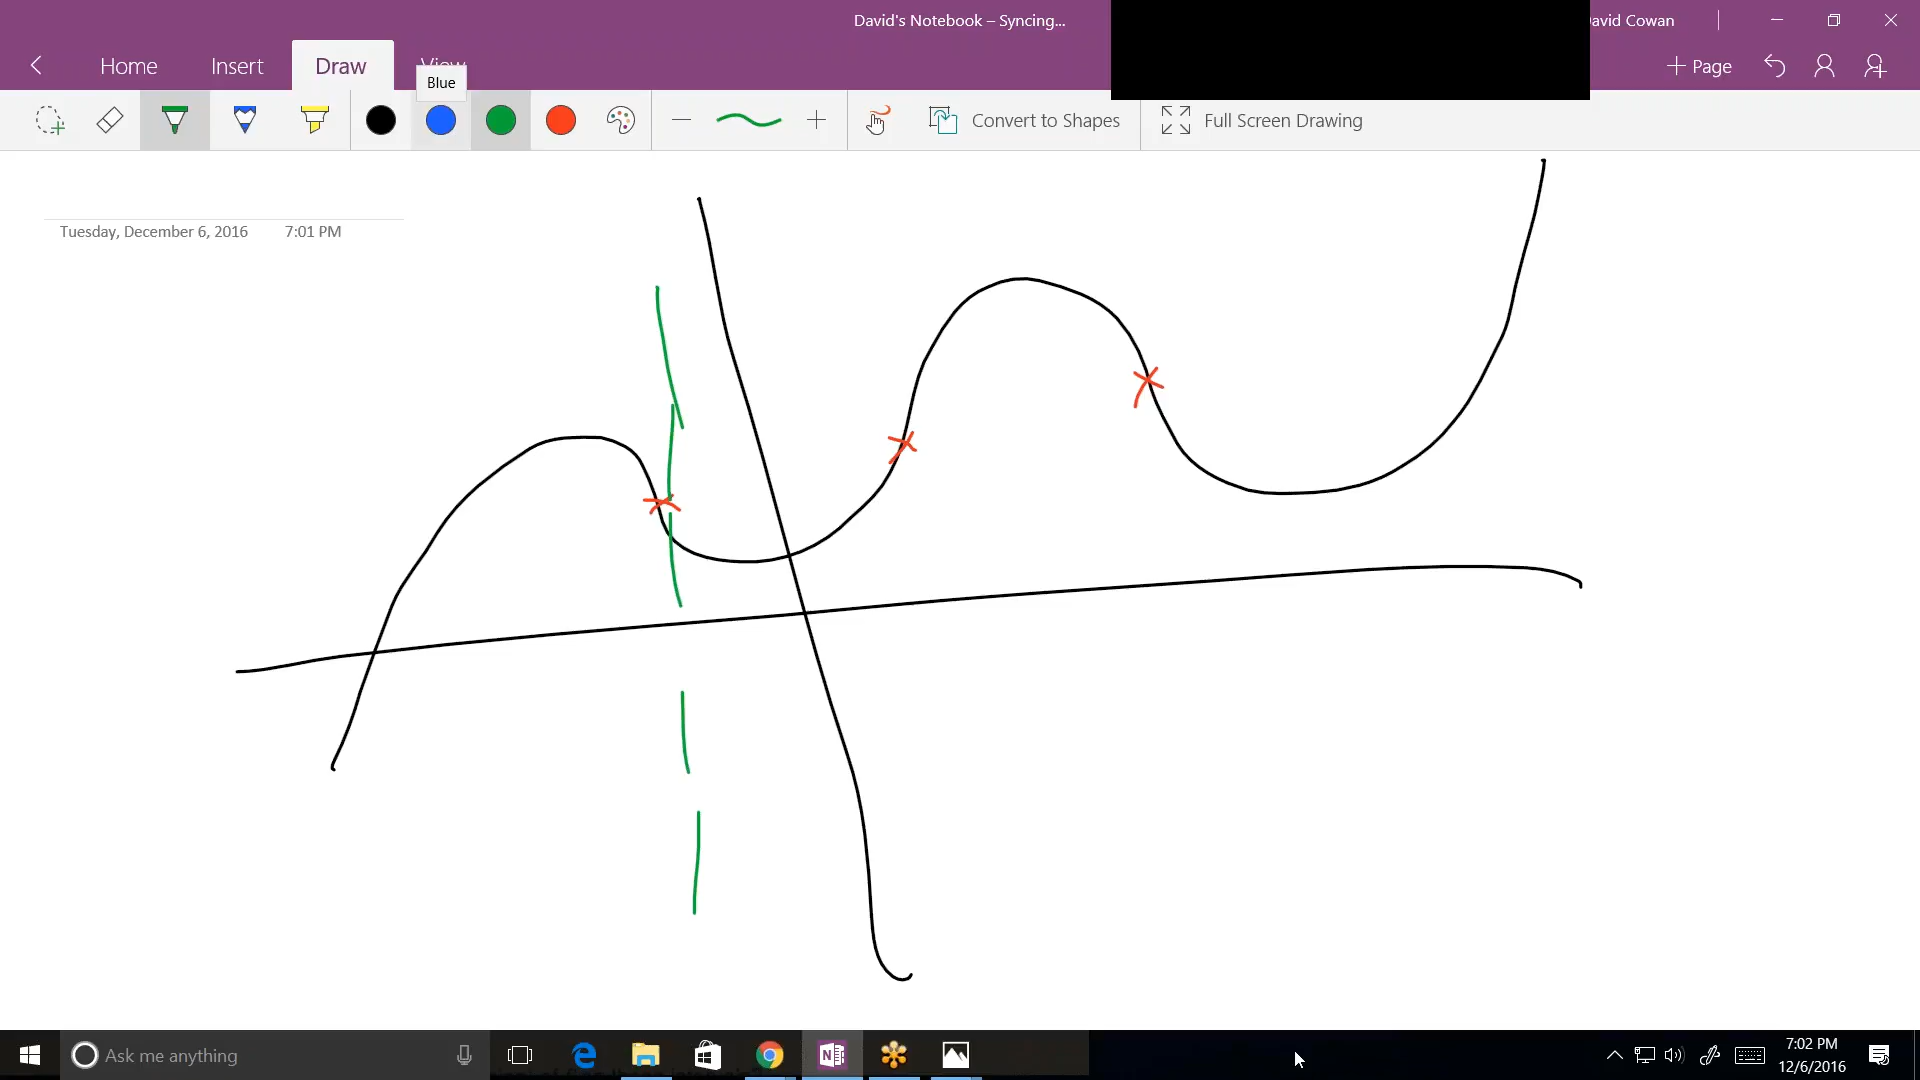 David's Notebook – Syncing...
avid Cowan
Home
Insert
Draw
View
Page
Blue
Convert to Shapes
Full Screen Drawing
Tuesday, December 6, 2016 7:01 PM
Ask me anything
7:02 PM
12/6/2016